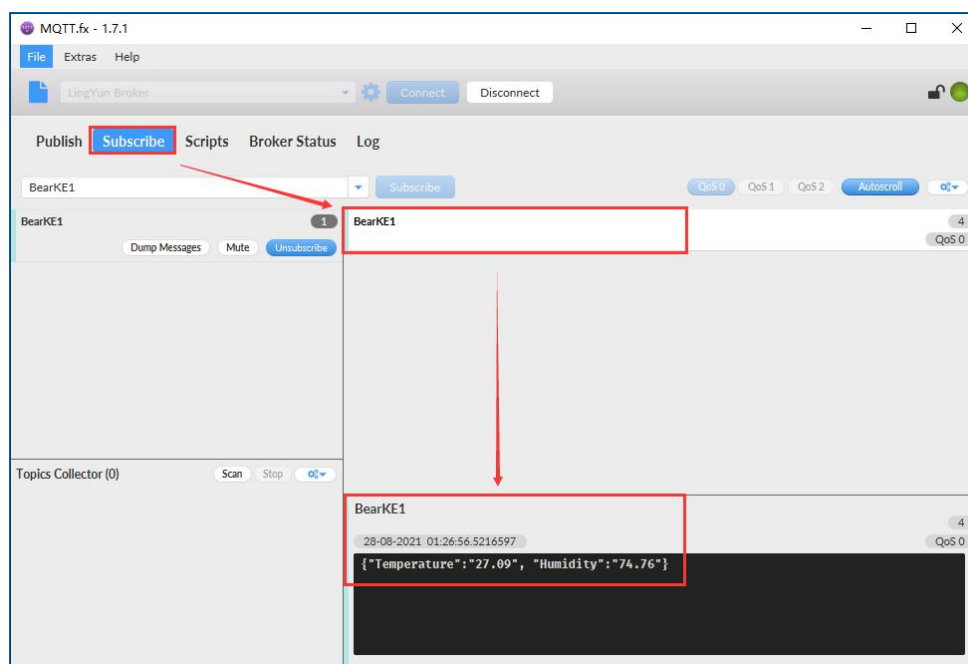 MQTT.fx - 1.7.1
File Extras Help
LingYun Broker Connect Disconnect
Publish Subscribe Scripts Broker Status Log
BearKE1 Subscribe QoS 0 QoS 1 QoS 2 Autoscroll
BearKE1 1
Dump Messages Mute Unsubscribe
BearKE1 4
QoS 0
Topics Collector (0) Scan Stop
BearKE1
4
28-08-2021 01:26:56.5216597 QoS 0
{"Temperature":"27.09", "Humidity":"74.76"}